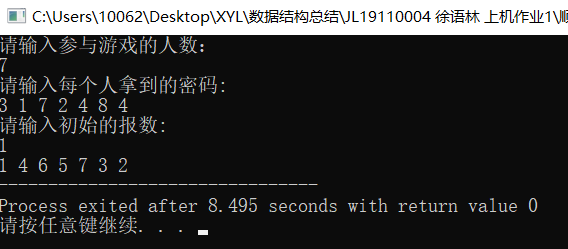 C:\Users\10062\Desktop\XYL\数据结构总结\JL19110004 徐语林 上机作业1\顺
请输入参与游戏的人数：
7
请输入每个人拿到的密码：
3 1 7 2 4 8 4
请输入初始的报数：
1
1 4 6 5 7 3 2
--------------------------------
Process exited after 8.495 seconds with return value 0
请按任意键继续. . .